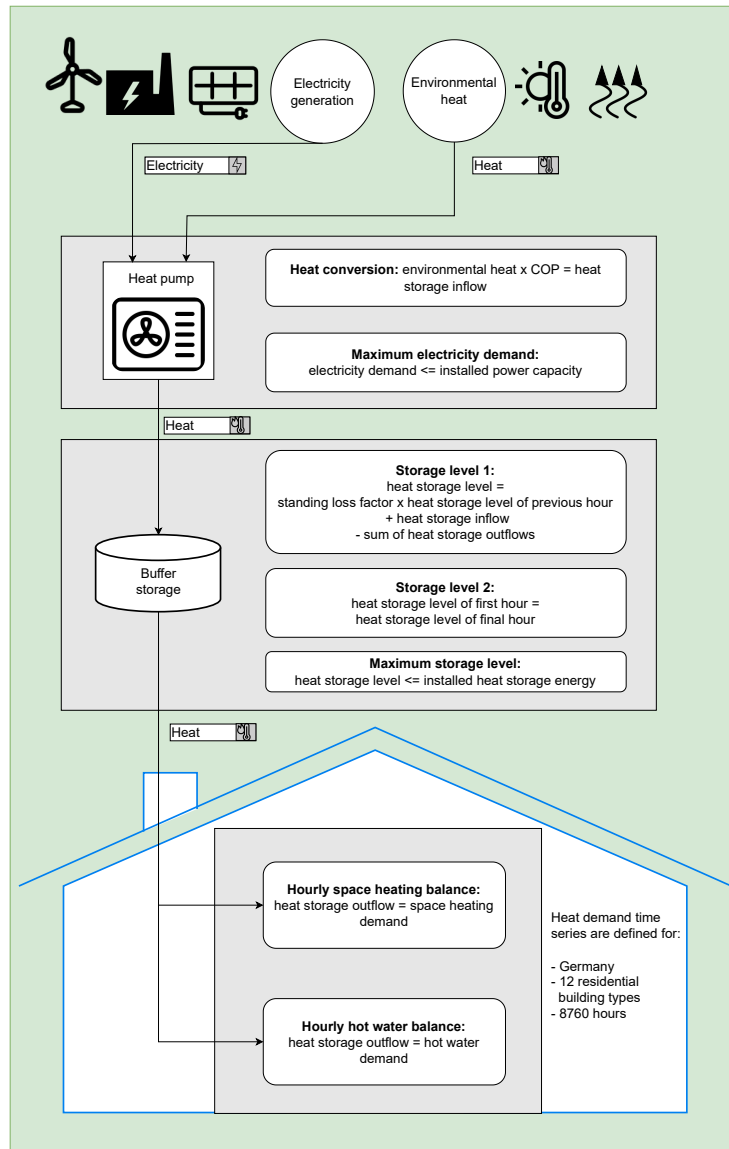 Electricity
generation
Environmental
heat
Electricity
Heat
Heat pump
Heat conversion: environmental heat x COP = heat
storage inflow
Maximum electricity demand:
electricity demand <= installed power capacity
Heat
Storage level 1:
heat storage level =
standing loss factor x heat storage level of previous hour
+ heat storage inflow
- sum of heat storage outflows
Buffer
storage
Storage level 2:
heat storage level of first hour =
heat storage level of final hour
Maximum storage level:
heat storage level <= installed heat storage energy
Heat
Hourly space heating balance:
heat storage outflow = space heating
demand
Heat demand time
series are defined for:
- Germany
- 12 residential
building types
- 8760 hours
Hourly hot water balance:
heat storage outflow = hot water
demand